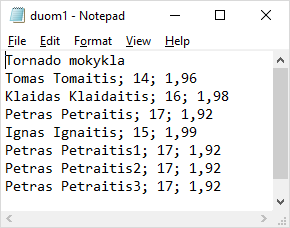 duom1 - Notepad
File Edit Format View Help
Tornado mokykla
Tomas Tomaitis; 14; 1,96
Klaidas Klaidaitis; 16; 1,98
Petras Petraitis; 17; 1,92
Ignas Ignaitis; 15; 1,99
Petras Petraitis1; 17; 1,92
Petras Petraitis2; 17; 1,92
Petras Petraitis3; 17; 1,92